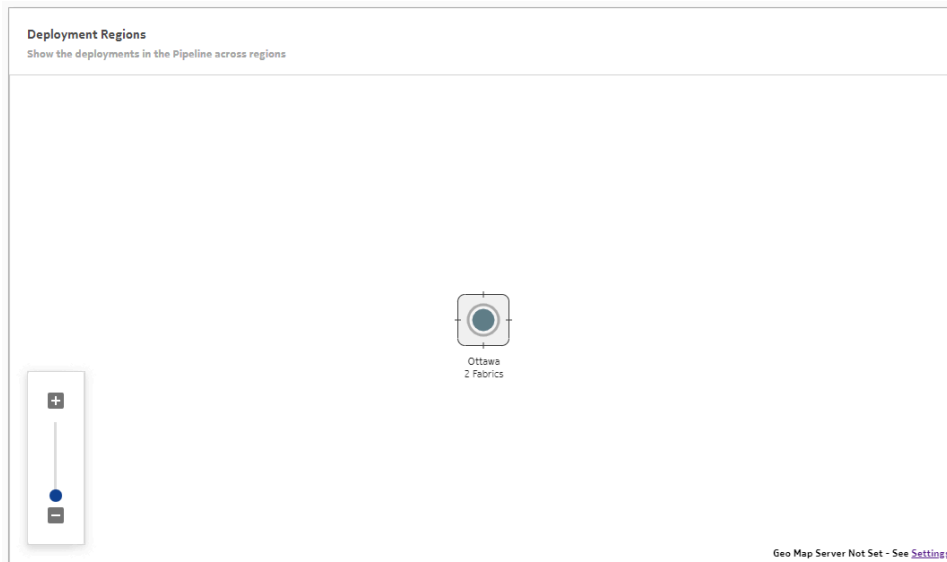 Deployment Regions
Show the deployments in the Pipeline across regions
Ottawa
2 Fabrics
Geo Map Server Not Set - See Settings